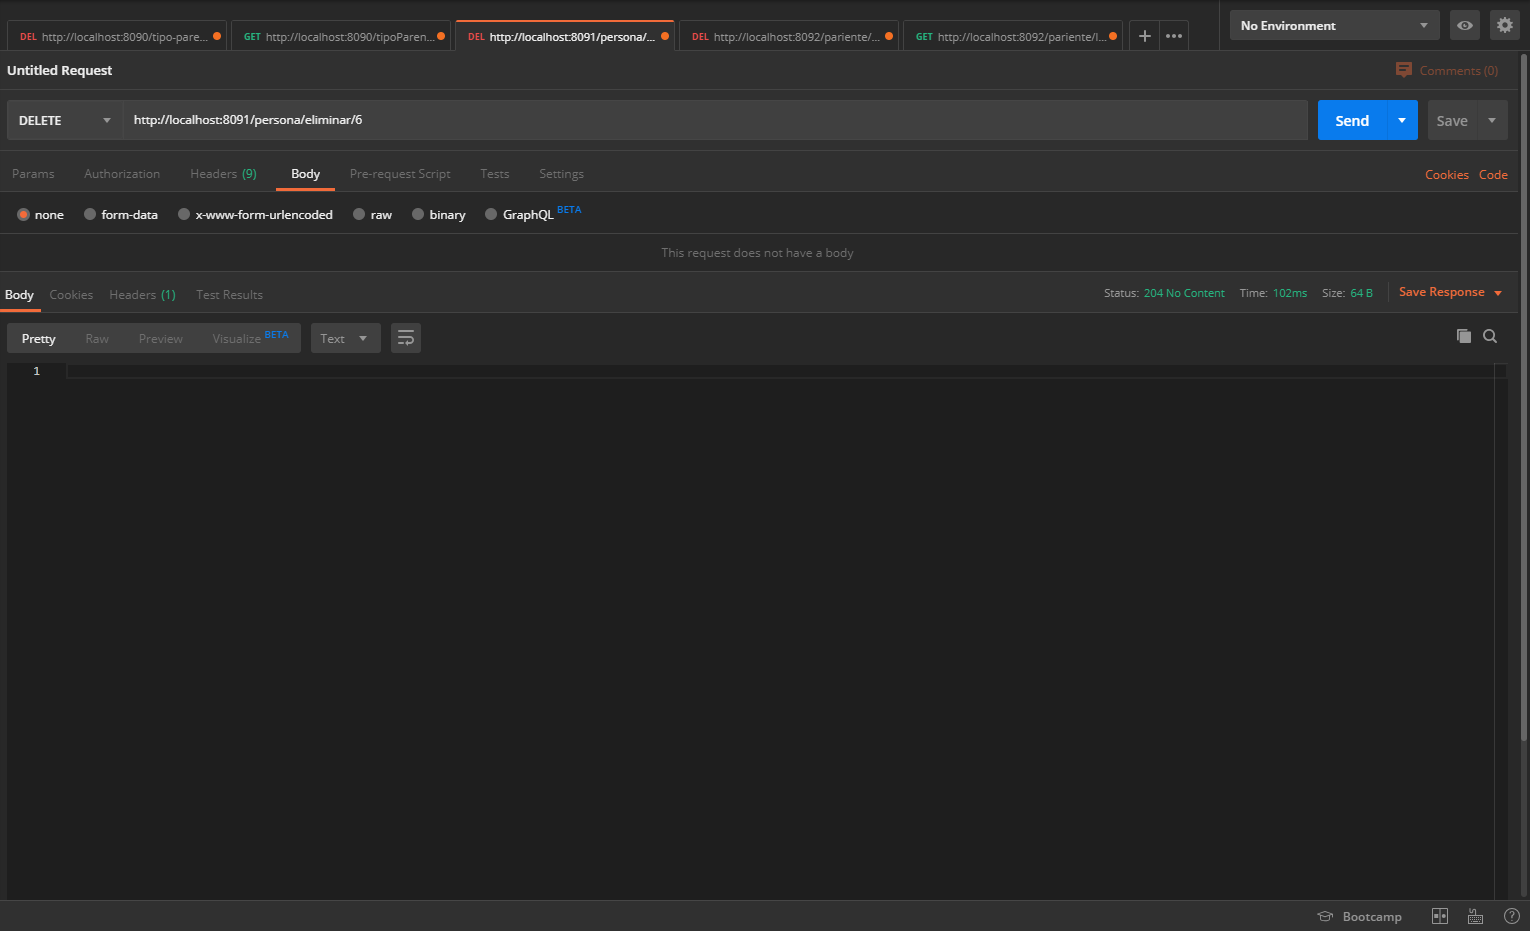 DEL http://localhost:8090/tipo-pare... GET http://localhost:8090/tipoParen... DEL http://localhost:8091/persona/... DEL http://localhost:8092/pariente/... GET http://localhost:8092/pariente/l... No Environment
Untitled Request Comments (0)
DELETE http://localhost:8091/persona/eliminar/6 Send Save
Params Authorization Headers (9) Body Pre-request Script Tests Settings Cookies Code
none form-data x-www-form-urlencoded raw binary GraphQL BETA
This request does not have a body
Body Cookies Headers (1) Test Results Status: 204 No Content Time: 102ms Size: 64 B Save Response
Pretty Raw Preview Visualize BETA Text
1
Bootcamp